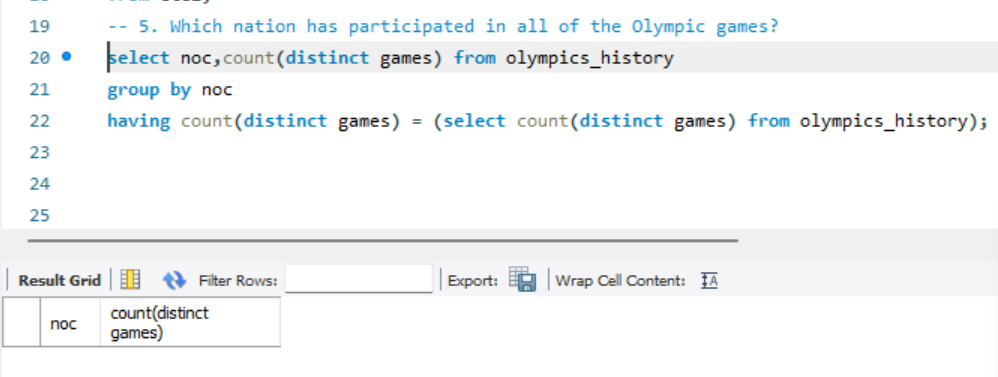 19 -- 5. Which nation has participated in all of the Olympic games?
20 select noc,count(distinct games) from olympics_history
21 group by noc
22 having count(distinct games) = (select count(distinct games) from olympics_history);
23
24
25
Result Grid Filter Rows: Export: Wrap Cell Content: IA
noc count(distinct
games)